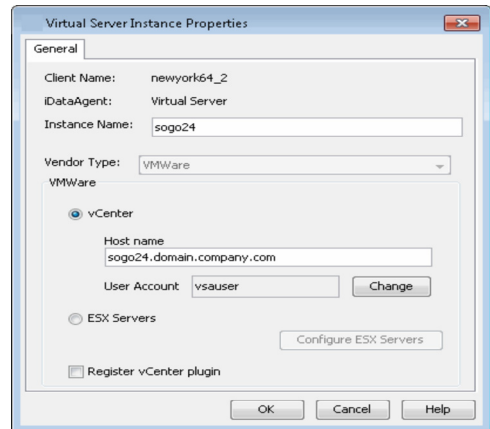 Virtual Server Instance Properties
General
Client Name: newyork64_2
iDataAgent: Virtual Server
Instance Name: sogo24
Vendor Type: VMWare
VMWare
vCenter
Host name
sogo24.domain.company.com
User Account vsauser Change
ESX Servers
Configure ESX Servers
Register vCenter plugin
OK Cancel Help